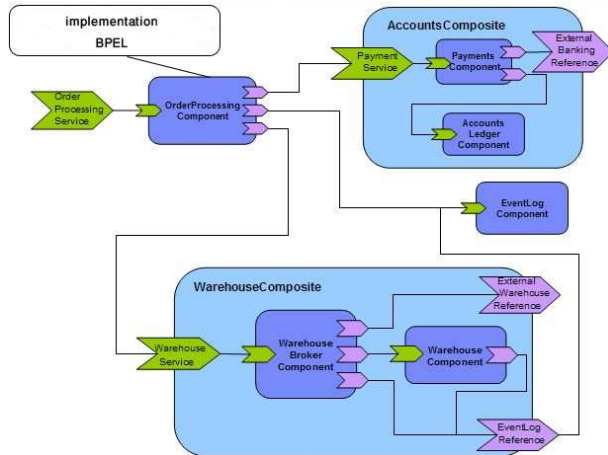 implementation
BPEL
AccountsComposite
Order
Processing
Service
OrderProcessing
Component
Payment
Service
Payments
Component
External
Banking
Reference
Accounts
Ledger
Component
EventLog
Component
WarehouseComposite
External
Warehouse
Reference
Warehouse
Service
Warehouse
Broker
Component
Warehouse
Component
EventLog
Reference